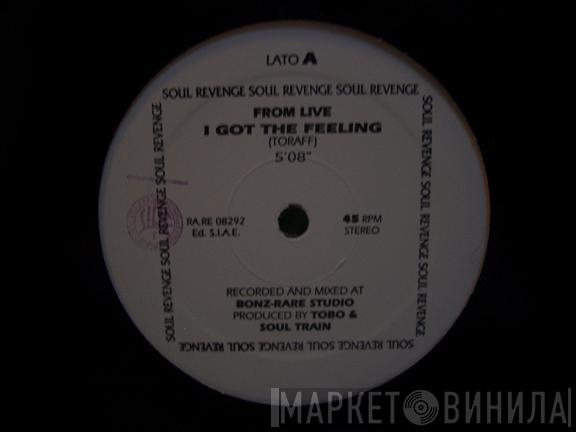 LATO A
SOUL REVENGE SOUL REVENGE SOUL REVENGE
SOUL REVENGE SOUL REVENGE SOUL REVENGE
SOUL REVENGE SOUL REVENGE SOUL REVENGE
SOUL REVENGE SOUL REVENGE SOUL REVENGE
FROM LIVE
I GOT THE FEELING
(TORAFF)
5'08"
RA.RE 08292
Ed. S.I.A.E.
45 RPM
STEREO
RECORDED AND MIXED AT
BONZ-RARE STUDIO
PRODUCED BY TOBO &
SOUL TRAIN
МАРКЕТ ВИНИЛА